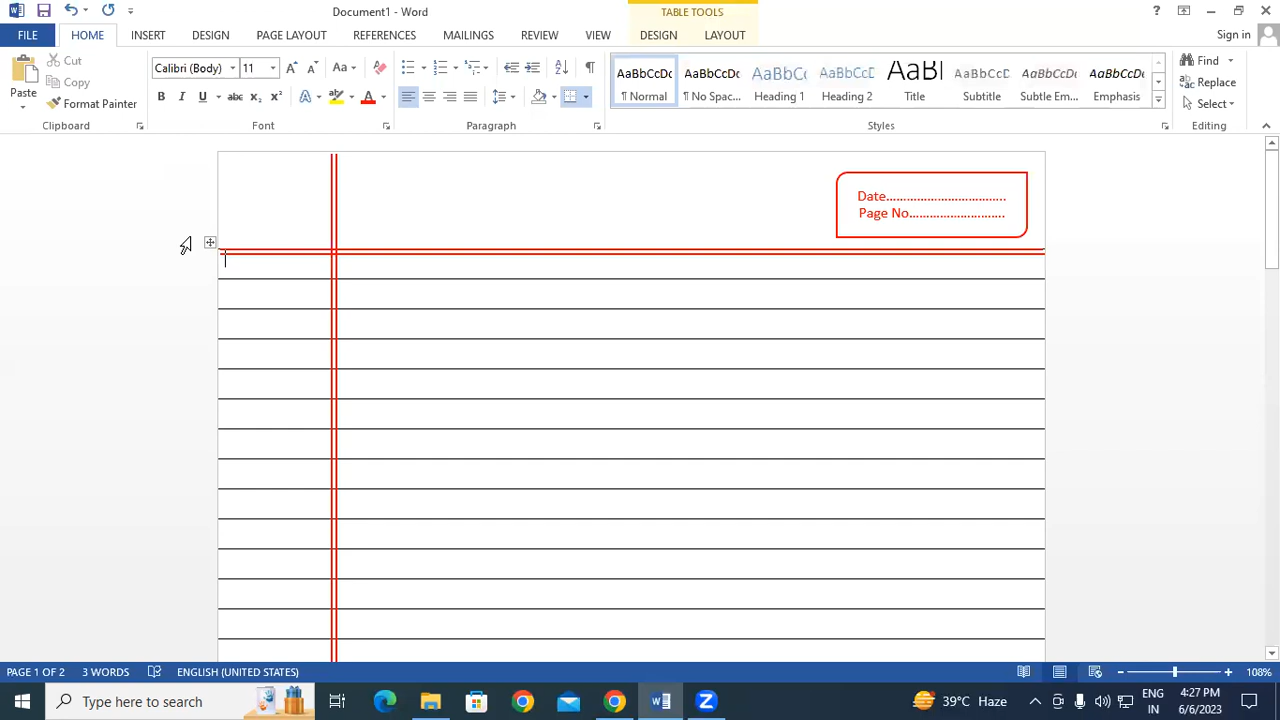 Document1 - Word
TABLE TOOLS
?
FILE
HOME
INSERT
DESIGN
PAGE LAYOUT
REFERENCES
MAILINGS
REVIEW
VIEW
DESIGN
LAYOUT
Sign in
Paste
Cut
Copy
Format Painter
Clipboard
Calibri (Body)
11
Aa
B I U abc x₂ x²
A
A
Font
Paragraph
AaBbCcDc
¶ Normal
AaBbCcDc
¶ No Spac...
AaBbCc
Heading 1
AaBbCcD
Heading 2
AaBl
Title
AaBbCcD
Subtitle
AaBbCcDc
Subtle Em...
AaBbCcDc
Emphasis
Styles
Find
Replace
Select
Editing
Date..................................
Page No............................
PAGE 1 OF 2
3 WORDS
ENGLISH (UNITED STATES)
108%
Type here to search
39°C Haze
ENG
IN
4:27 PM
6/6/2023